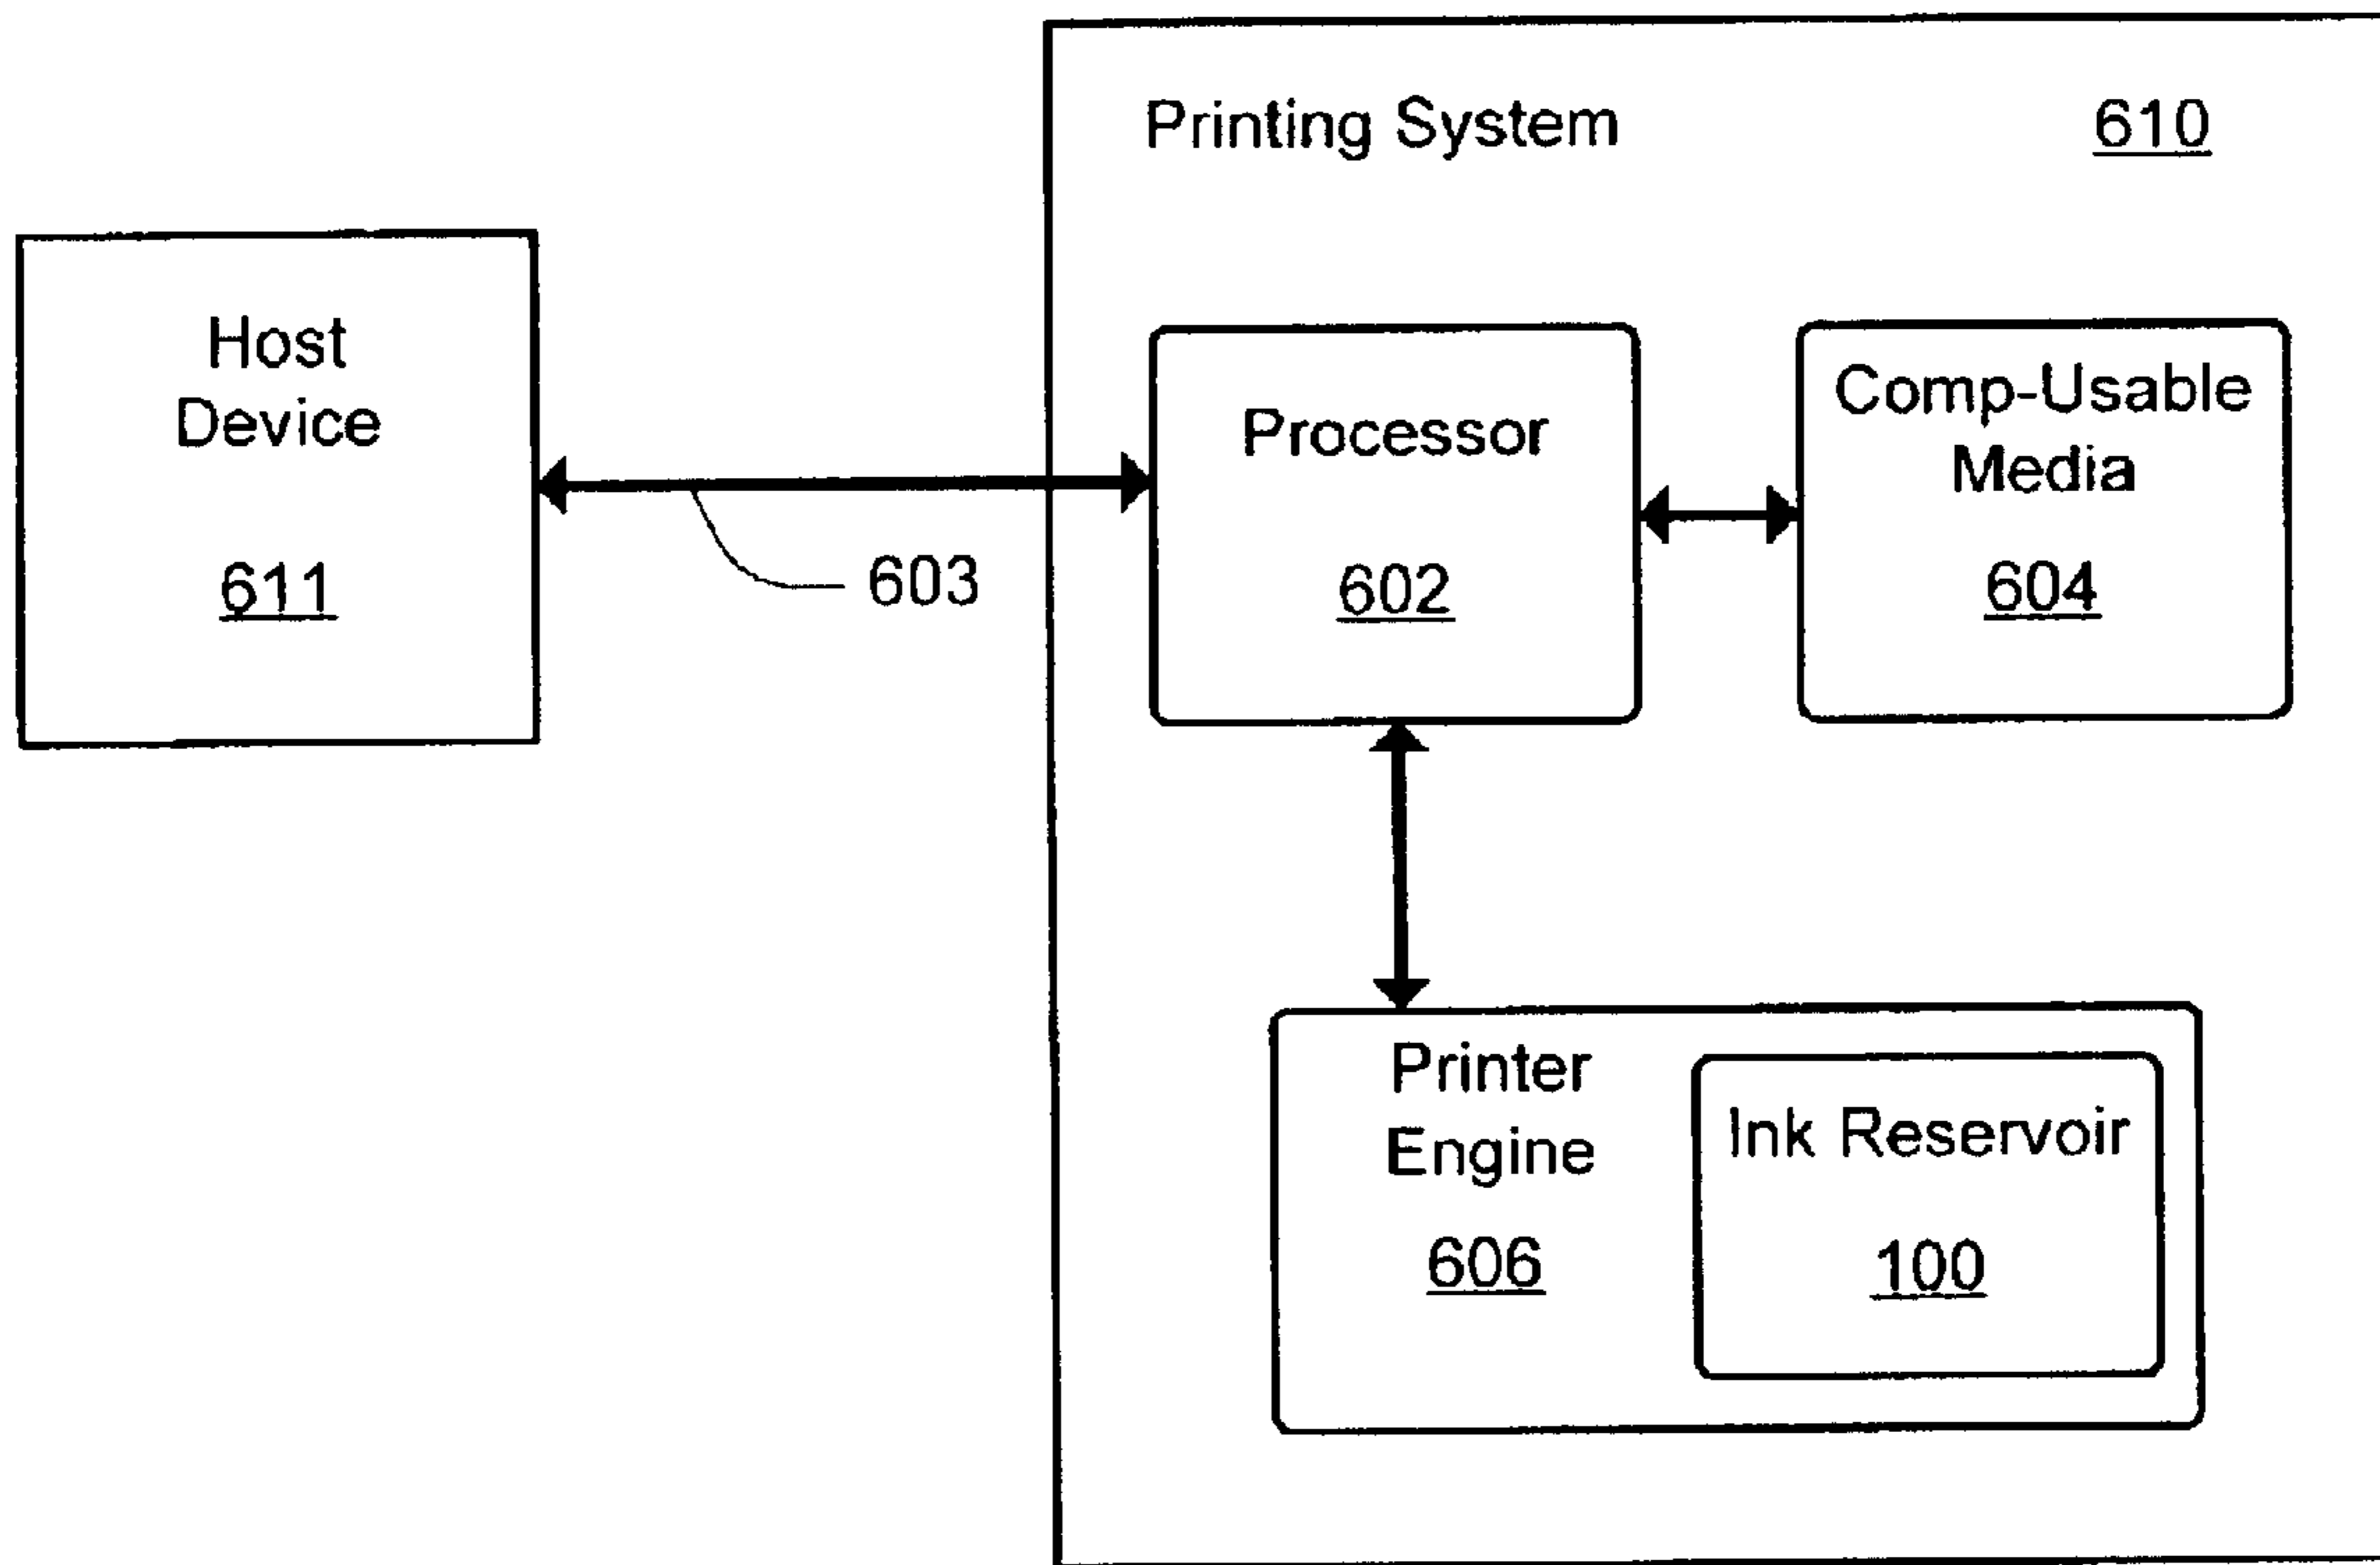 Printing System 610
Host
Device
611
603
Processor
602
Comp-Usable
Media
604
Printer
Engine
606
Ink Reservoir
100